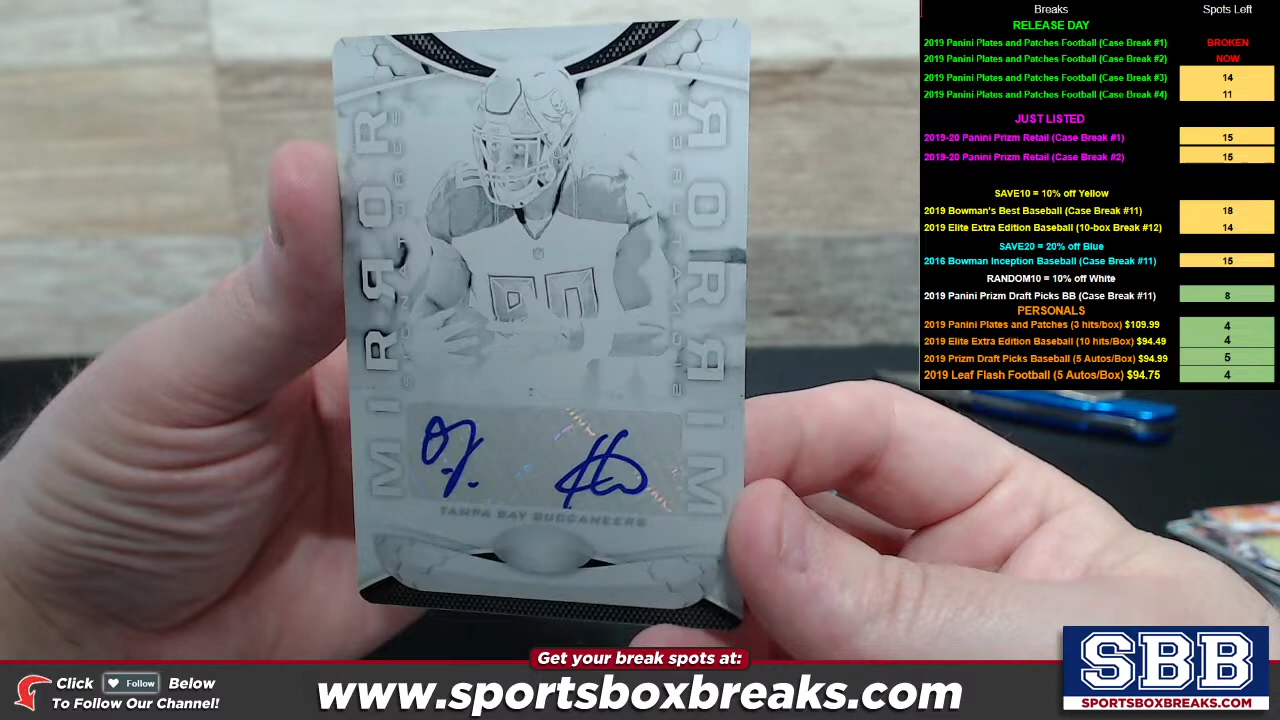 Breaks Spots Left
RELEASE DAY
2019 Panini Plates and Patches Football (Case Break #1) BROKEN
2019 Panini Plates and Patches Football (Case Break #2) NOW
2019 Panini Plates and Patches Football (Case Break #3) 14
2019 Panini Plates and Patches Football (Case Break #4) 11
JUST LISTED
2019-20 Panini Prizm Retail (Case Break #1) 15
2019-20 Panini Prizm Retail (Case Break #2) 15
SAVE10 = 10% off Yellow
2019 Bowman's Best Baseball (Case Break #11) 18
2019 Elite Extra Edition Baseball (10-box Break #12) 14
SAVE20 = 20% off Blue
2016 Bowman Inception Baseball (Case Break #11) 15
RANDOM10 = 10% off White
2019 Panini Prizm Draft Picks BB (Case Break #11) 8
PERSONALS
2019 Panini Plates and Patches (3 hits/box) $109.99 4
2019 Elite Extra Edition Baseball (10 hits/Box) $94.49 4
2019 Prizm Draft Picks Baseball (5 Autos/Box) $94.99 5
2019 Leaf Flash Football (5 Autos/Box) $94.75 4
MIRROR
SIGNATURES
MIRROR
SIGNATURES
TAMPA BAY BUCCANEERS
Get your break spots at:
Click Follow Below
To Follow Our Channel!
www.sportsboxbreaks.com
SBB
SPORTSBOXBREAKS.COM